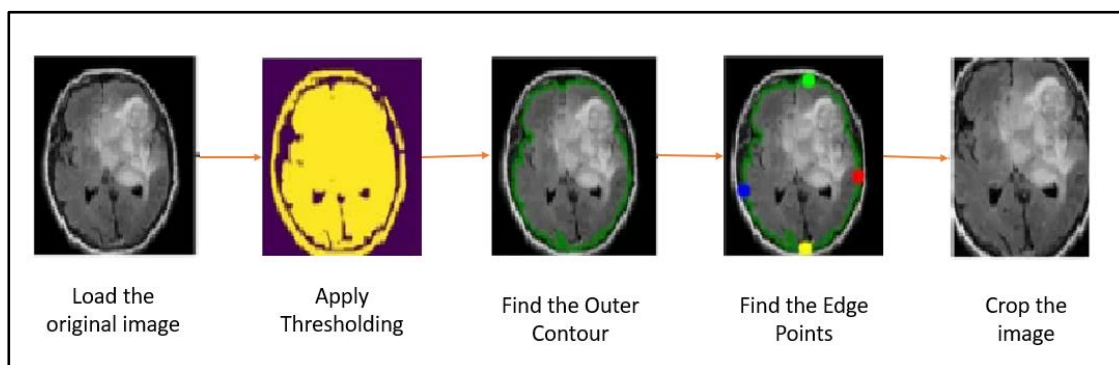 Load the
original image
Apply
Thresholding
Find the Outer
Contour
Find the Edge
Points
Crop the
image